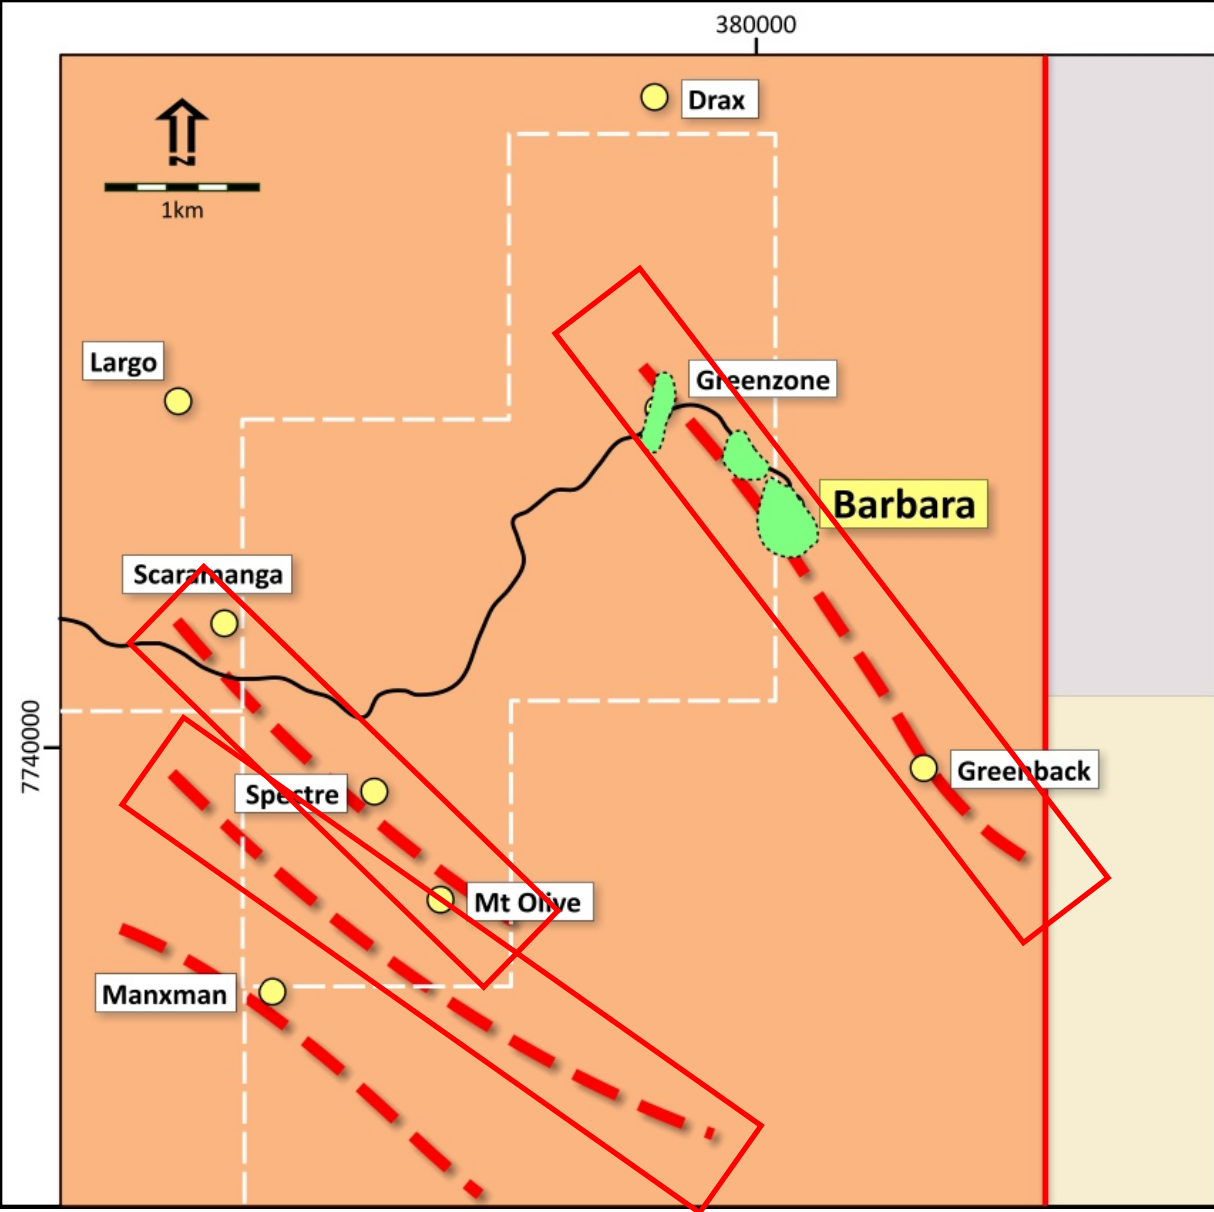 380000
Drax
N
1km
Largo
Greenzone
Barbara
Scaramanga
7740000
Greenback
Spectre
Mt Olive
Manxman